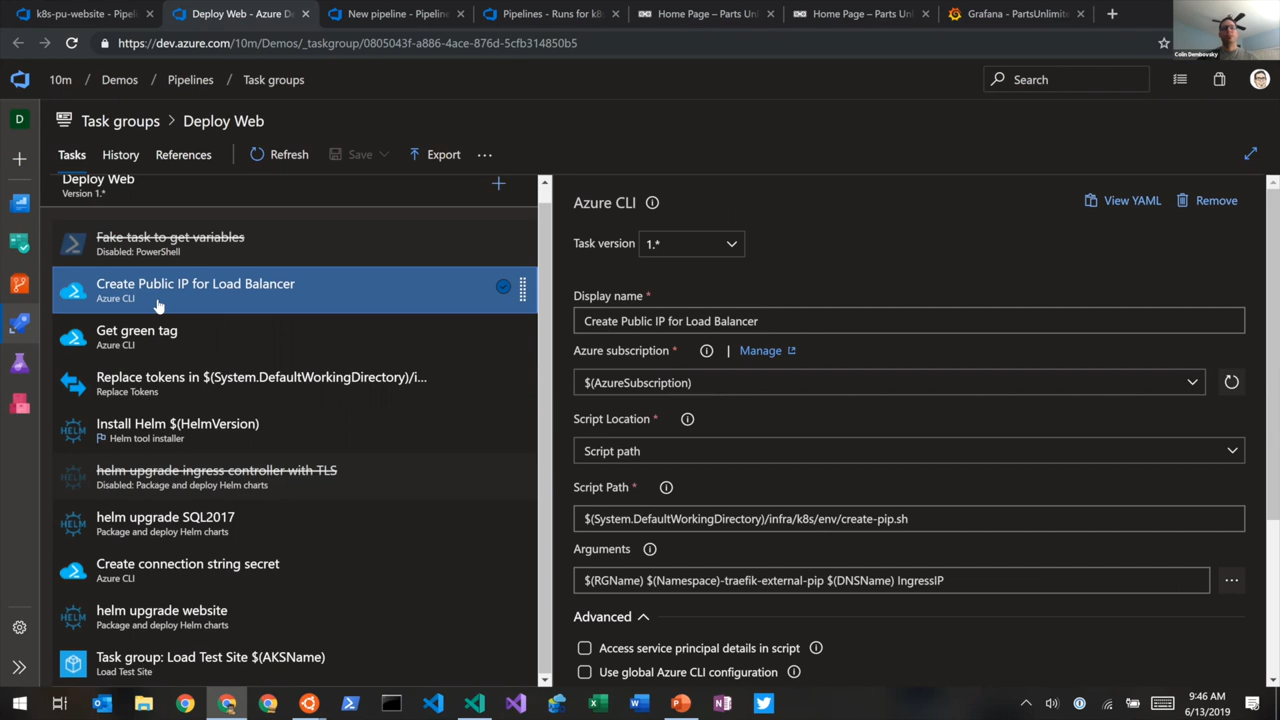 k8s-pu-website - Pipeli
Deploy Web - Azure D
New pipeline - Pipeline
Pipelines - Runs for k8s
Home Page – Parts Unl
Home Page – Parts Unl
Grafana - PartsUnlimite
https://dev.azure.com/10m/Demos/_taskgroup/0805043f-a886-4ace-876d-5cfb314850b5
Colin Dembovsky
10m
Demos
Pipelines
Task groups
Search
D
Task groups > Deploy Web
Tasks
History
References
Refresh
Save
Export
Deploy Web
Version 1.*
Fake task to get variables
Disabled: PowerShell
Create Public IP for Load Balancer
Azure CLI
Get green tag
Azure CLI
Replace tokens in $(System.DefaultWorkingDirectory)/i...
Replace Tokens
Install Helm $(HelmVersion)
Helm tool installer
helm upgrade ingress controller with TLS
Disabled: Package and deploy Helm charts
helm upgrade SQL2017
Package and deploy Helm charts
Create connection string secret
Azure CLI
helm upgrade website
Package and deploy Helm charts
Task group: Load Test Site $(AKSName)
Load Test Site
Azure CLI
View YAML
Remove
Task version 1.*
Display name *
Create Public IP for Load Balancer
Azure subscription * | Manage
$(AzureSubscription)
Script Location *
Script path
Script Path *
$(System.DefaultWorkingDirectory)/infra/k8s/env/create-pip.sh
Arguments
$(RGName) $(Namespace)-traefik-external-pip $(DNSName) IngressIP
Advanced
Access service principal details in script
Use global Azure CLI configuration
9:46 AM
6/13/2019